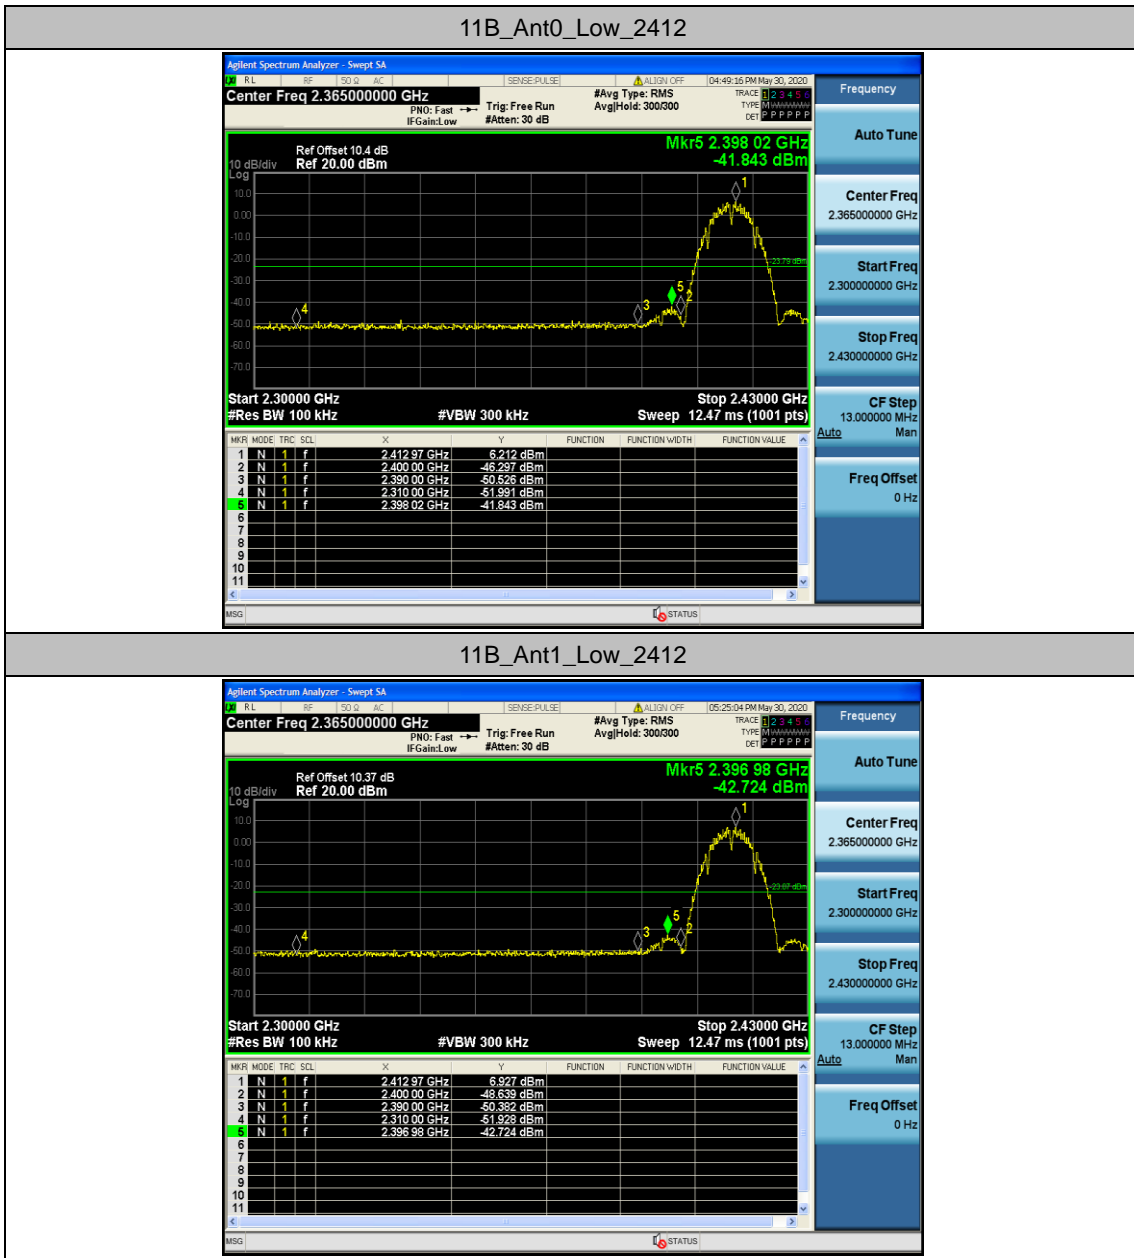 11B_Ant0_Low_2412
Agilent Spectrum Analyzer - Swept SA
RL RF 50 Ω AC SENSE:PULSE ALIGN OFF 04:49:16 PM May 30, 2020
Center Freq 2.365000000 GHz
PNO: Fast
IFGain:Low
Trig: Free Run
#Atten: 30 dB
#Avg Type: RMS
Avg|Hold: 300/300
TRACE 1 2 3 4 5 6
TYPE M
DET P P P P P P
Mkr5 2.398 02 GHz
-41.843 dBm
Ref Offset 10.4 dB
10 dB/div Ref 20.00 dBm
Log
10.0
0.00
-10.0
-20.0
-30.0
-40.0
-50.0
-60.0
-70.0
-23.79 dBm
1
5
2
3
4
Start 2.30000 GHz Stop 2.43000 GHz
#Res BW 100 kHz #VBW 300 kHz Sweep 12.47 ms (1001 pts)
MKR MODE TRC SCL X Y FUNCTION FUNCTION WIDTH FUNCTION VALUE
1 N 1 f 2.412 97 GHz 6.212 dBm
2 N 1 f 2.400 00 GHz -46.297 dBm
3 N 1 f 2.390 00 GHz -50.526 dBm
4 N 1 f 2.310 00 GHz -51.991 dBm
5 N 1 f 2.398 02 GHz -41.843 dBm
6
7
8
9
10
11
MSG STATUS
Frequency
Auto Tune
Center Freq
2.365000000 GHz
Start Freq
2.300000000 GHz
Stop Freq
2.430000000 GHz
CF Step
13.000000 MHz
Auto Man
Freq Offset
0 Hz
11B_Ant1_Low_2412
Agilent Spectrum Analyzer - Swept SA
RL RF 50 Ω AC SENSE:PULSE ALIGN OFF 05:25:04 PM May 30, 2020
Center Freq 2.365000000 GHz
PNO: Fast
IFGain:Low
Trig: Free Run
#Atten: 30 dB
#Avg Type: RMS
Avg|Hold: 300/300
TRACE 1 2 3 4 5 6
TYPE M
DET P P P P P P
Mkr5 2.396 98 GHz
-42.724 dBm
Ref Offset 10.37 dB
10 dB/div Ref 20.00 dBm
Log
10.0
0.00
-10.0
-20.0
-30.0
-40.0
-50.0
-60.0
-70.0
-23.07 dBm
1
5
2
3
4
Start 2.30000 GHz Stop 2.43000 GHz
#Res BW 100 kHz #VBW 300 kHz Sweep 12.47 ms (1001 pts)
MKR MODE TRC SCL X Y FUNCTION FUNCTION WIDTH FUNCTION VALUE
1 N 1 f 2.412 97 GHz 6.927 dBm
2 N 1 f 2.400 00 GHz -48.639 dBm
3 N 1 f 2.390 00 GHz -50.382 dBm
4 N 1 f 2.310 00 GHz -51.928 dBm
5 N 1 f 2.396 98 GHz -42.724 dBm
6
7
8
9
10
11
MSG STATUS
Frequency
Auto Tune
Center Freq
2.365000000 GHz
Start Freq
2.300000000 GHz
Stop Freq
2.430000000 GHz
CF Step
13.000000 MHz
Auto Man
Freq Offset
0 Hz